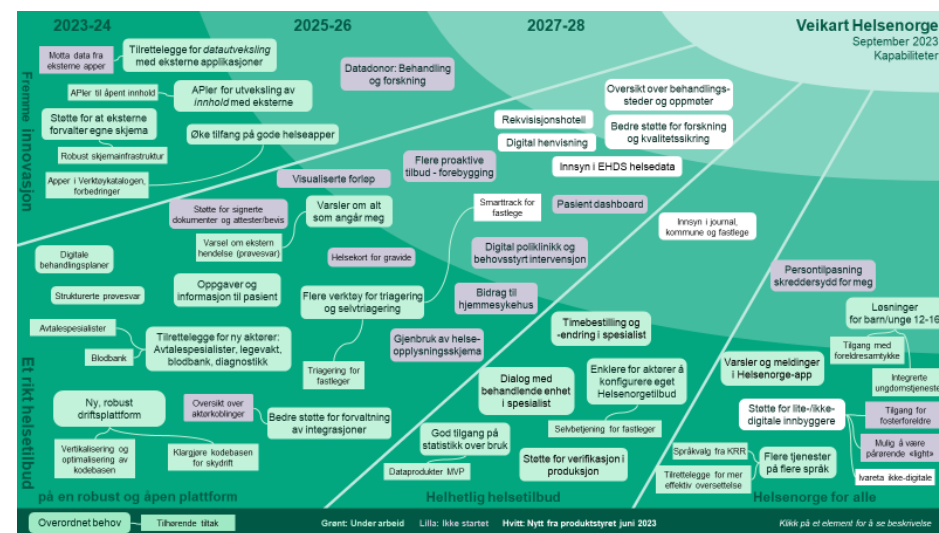 2023-24
2025-26
2027-28
Veikart Helsenorge
September 2023
Kapabiliteter
Fremme innovasjon
Motta data fra
eksterne apper
Tilrettelegge for datautveksling
med eksterne applikasjoner
APIer til åpent innhold
APIer for utveksling av
innhold med eksterne
Støtte for at eksterne
forvalter egne skjema
Robust skjemainfrastruktur
Øke tilfang på gode helseapper
Apper i Verktøykatalogen,
forbedringer
Datadonor: Behandling
og forskning
Oversikt over behandlings-
steder og oppmøter
Rekvisisjonshotell
Digital henvisning
Bedre støtte for forskning
og kvalitetssikring
Innsyn i EHDS helsedata
Flere proaktive
tilbud - forebygging
Visualiserte forløp
Støtte for signerte
dokumenter og attester/bevis
Varsler om alt
som angår meg
Varsel om ekstern
hendelse (prøvesvar)
Smarttrack for
fastlege
Pasient dashboard
Innsyn i journal,
kommune og fastlege
Et rikt helsetilbud
Digitale
behandlingsplaner
Strukturerte prøvesvar
Oppgaver og
informasjon til pasient
Helsekort for gravide
Flere verktøy for triagering
og selvtriagering
Triagering for
fastleger
Digital poliklinikk og
behovsstyrt intervensjon
Bidrag til
hjemmesykehus
Gjenbruk av helse-
opplysningsskjema
Avtalespesialister
Blodbank
Tilrettelegge for ny aktører:
Avtalespesialister, legevakt,
blodbank, diagnostikk
Timebestilling og
-endring i spesialist
Persontilpasning
skreddersydd for meg
Løsninger
for barn/unge 12-16
Tilgang med
foreldresamtykke
Integrerte
ungdomstjeneste
Varsler og meldinger
i Helsenorge-app
Dialog med
behandlende enhet
i spesialist
Enklere for aktører å
konfigurere eget
Helsenorgetilbud
Selvbetjening for fastleger
Ny, robust
driftsplattform
Vertikalisering og
optimalisering av
kodebasen
Klargjøre kodebasen
for skydrift
Oversikt over
aktørkoblinger
Bedre støtte for forvaltning
av integrasjoner
God tilgang på
statistikk over bruk
Dataprodukter MVP
Støtte for verifikasjon i
produksjon
Støtte for lite-/ikke-
digitale innbyggere
Tilgang for
fosterforeldre
Mulig å være
pårørende «light»
Ivareta ikke-digitale
Språkvalg fra KRR
Tilrettelegge for mer
effektiv oversettelse
Flere tjenester
på flere språk
på en robust og åpen plattform
Helhetlig helsetilbud
Helsenorge for alle
Overordnet behov
Tilhørende tiltak
Grønt: Under arbeid
Lilla: Ikke startet
Hvitt: Nytt fra produktstyret juni 2023
Klikk på et element for å se beskrivelse